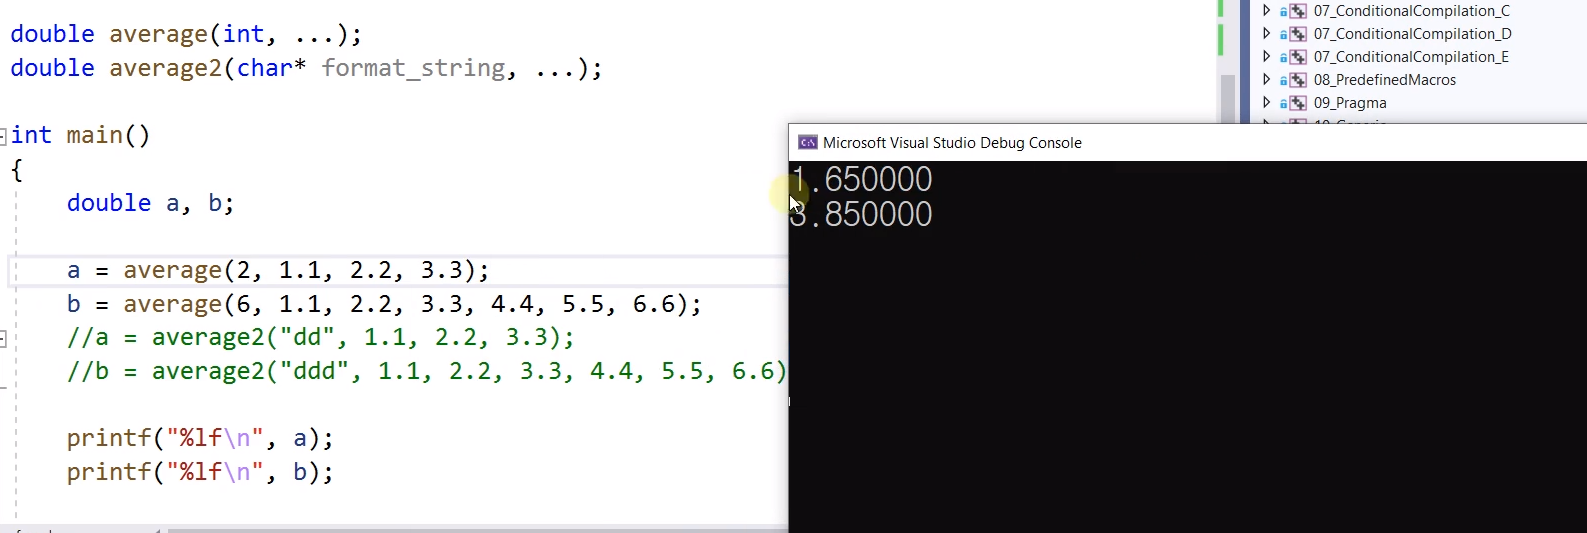 double average(int, ...);
double average2(char* format_string, ...);
int main()
{
double a, b;
a = average(2, 1.1, 2.2, 3.3);
b = average(6, 1.1, 2.2, 3.3, 4.4, 5.5, 6.6);
//a = average2("dd", 1.1, 2.2, 3.3);
//b = average2("ddd", 1.1, 2.2, 3.3, 4.4, 5.5, 6.6)
printf("%lf\n", a);
printf("%lf\n", b);
07_ConditionalCompilation_C
07_ConditionalCompilation_D
07_ConditionalCompilation_E
08_PredefinedMacros
09_Pragma
Microsoft Visual Studio Debug Console
1.650000
3.850000